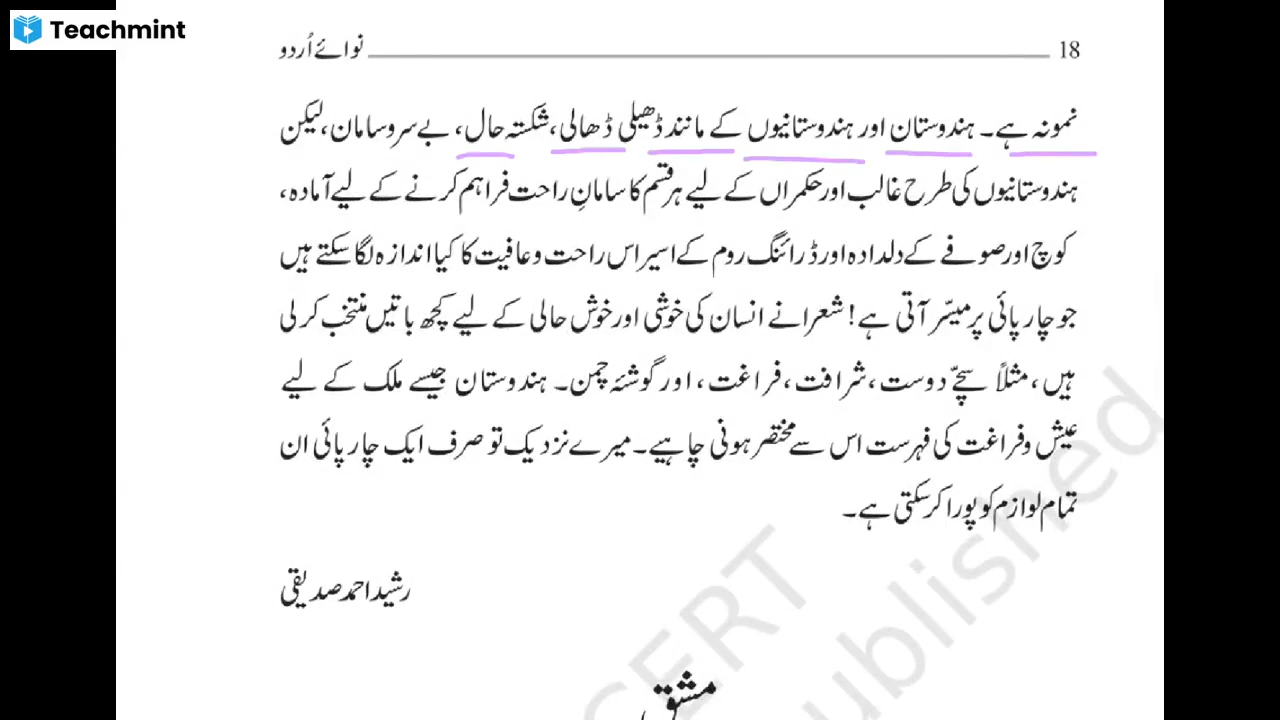 Teachmint
18 نوائے اُردو
نمونہ ہے۔ ہندوستان اور ہندوستانیوں کے مانند ڈھیلی ڈھالی، شکستہ حال، بے سرو سامان، لیکن
ہندوستانیوں کی طرح غالب اور حکمراں کے لیے ہر قسم کا سامانِ راحت فراہم کرنے کے لیے آمادہ،
کوچ اور صوفے کے دلدادہ اور ڈرائنگ روم کے اسیر اس راحت و عافیت کا کیا اندازہ لگا سکتے ہیں
جو چارپائی پر میسّر آتی ہے! شعرا نے انسان کی خوشی اور خوش حالی کے لیے کچھ باتیں منتخب کر لی
ہیں، مثلاً سچّے دوست، شرافت، فراغت، اور گوشۂ چمن۔ ہندوستان جیسے ملک کے لیے
عیش و فراغت کی فہرست اس سے مختصر ہونی چاہیے۔ میرے نزدیک تو صرف ایک چارپائی ان
تمام لوازم کو پورا کر سکتی ہے۔
رشید احمد صدیقی
مشق
CERT
ublished